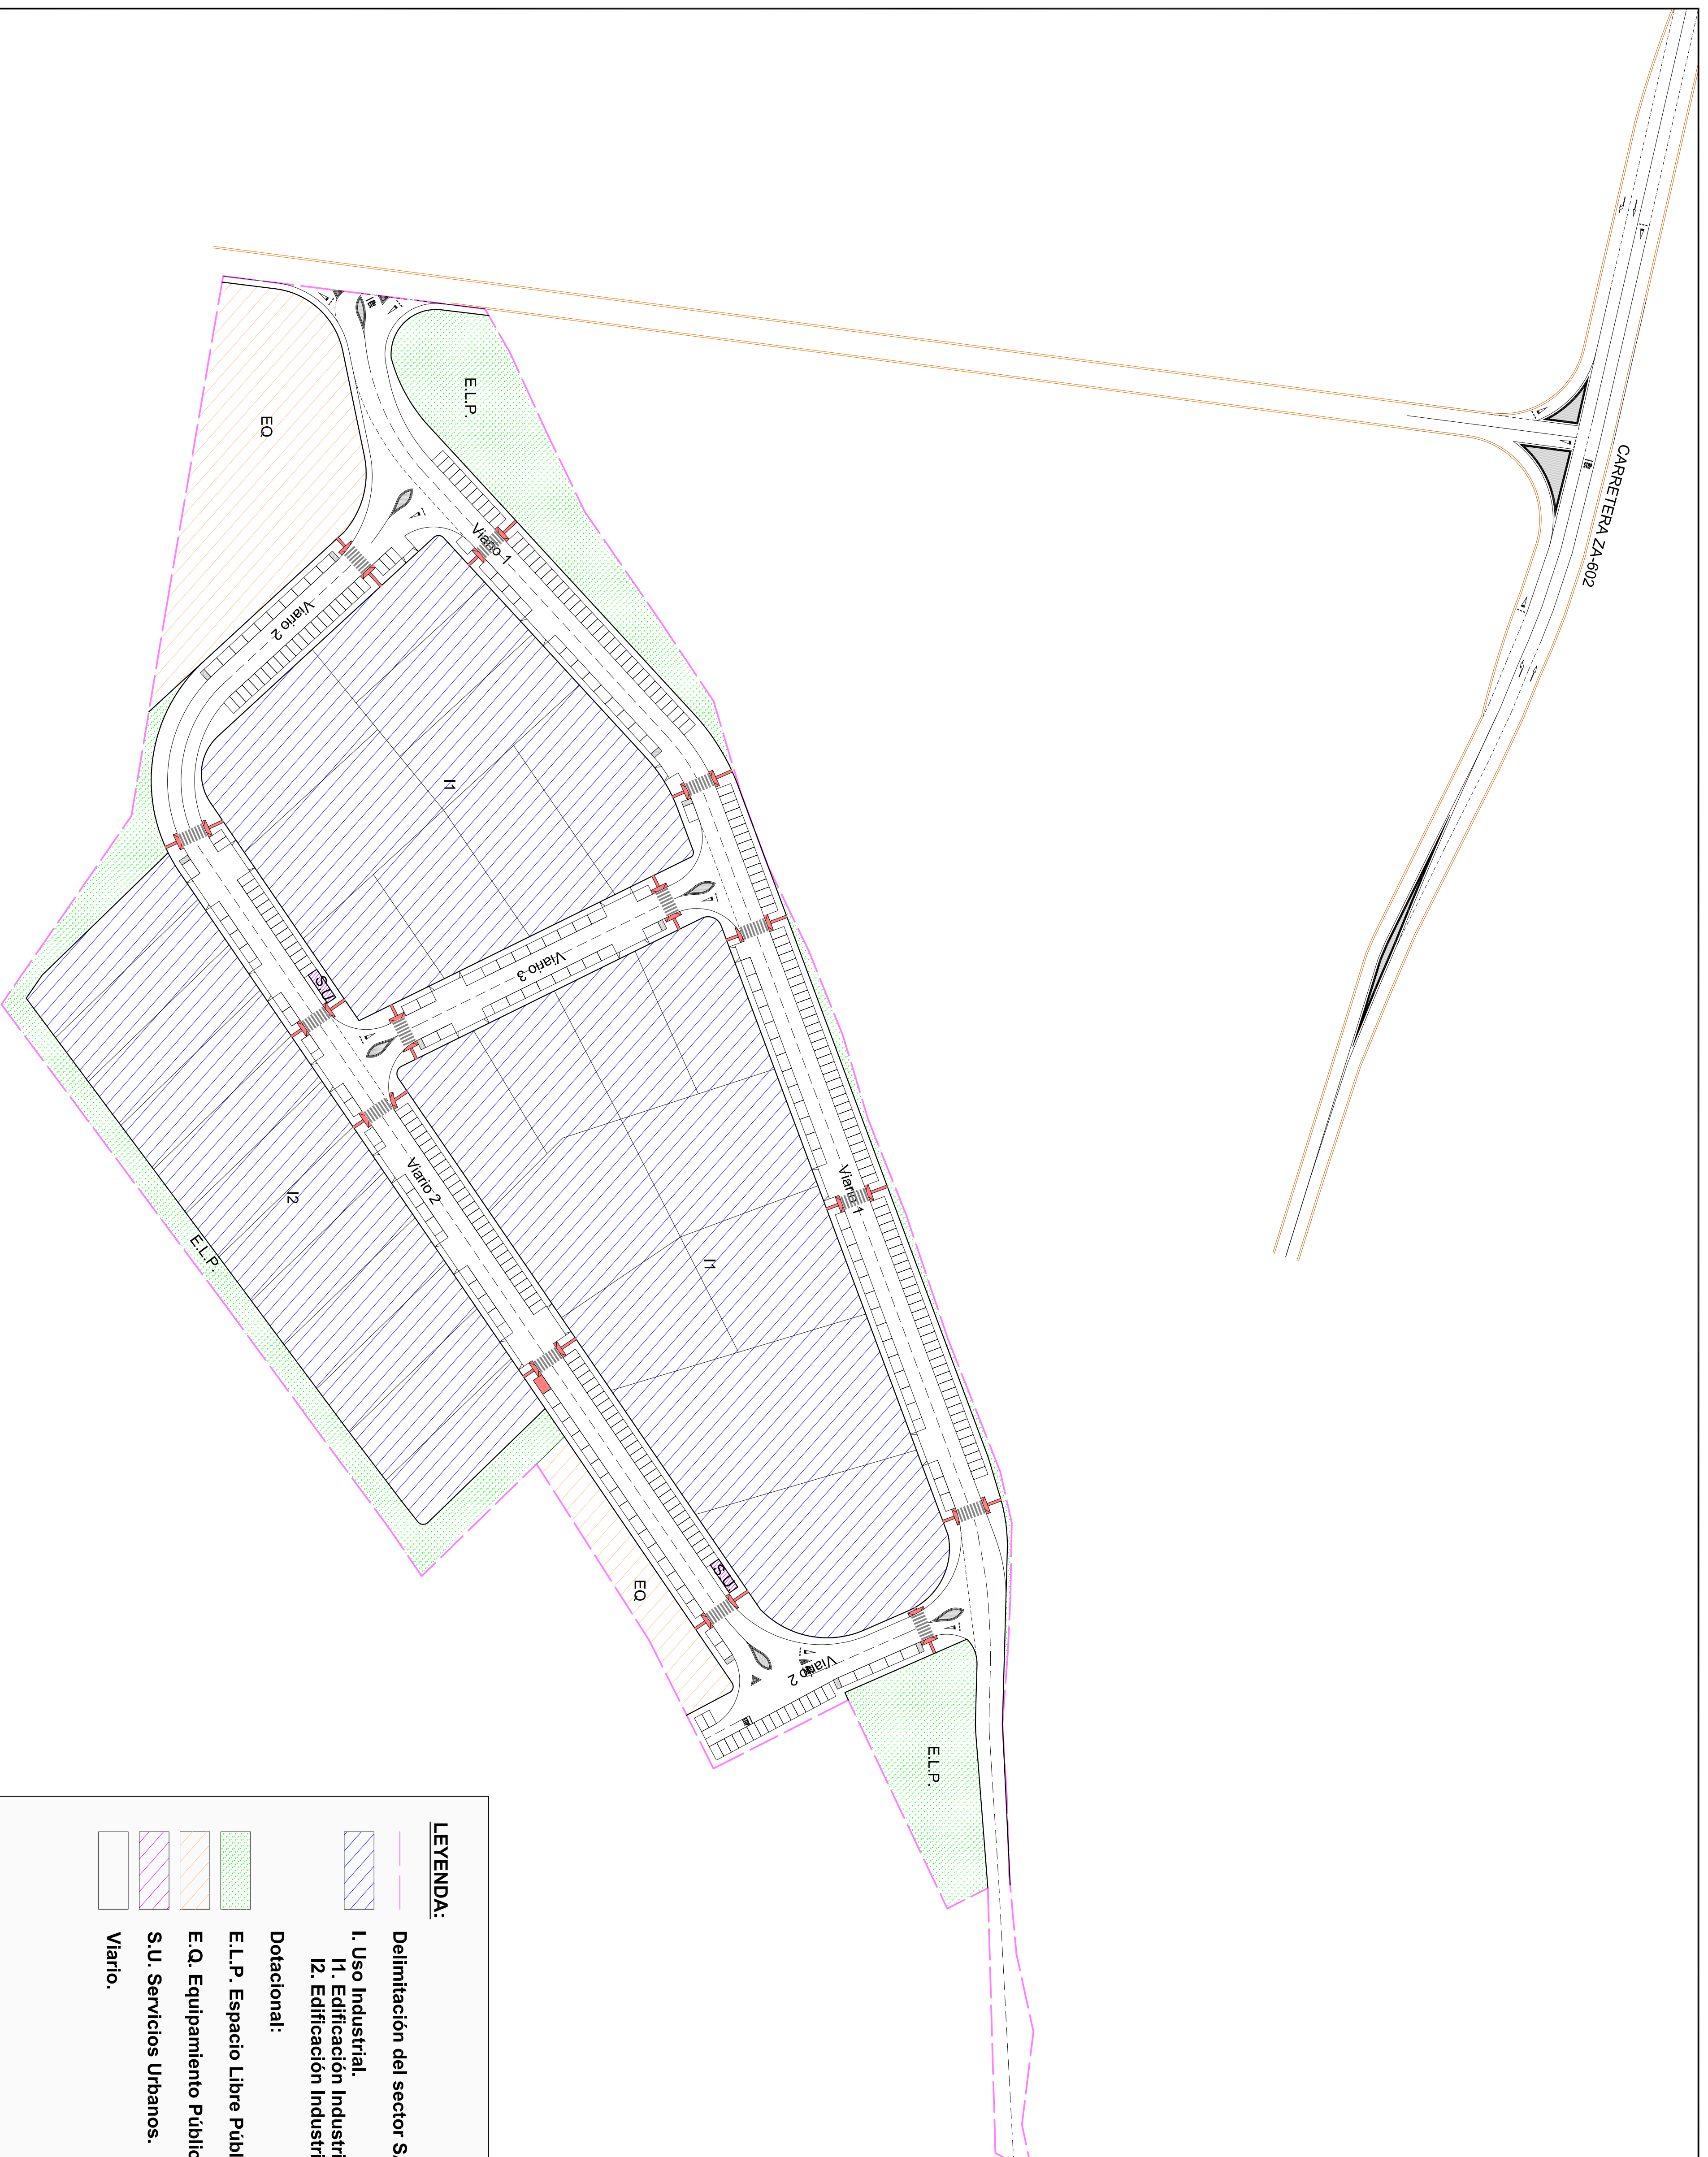 CARRETERA ZA-602
E.L.P.
EQ
Viario 1
Viario 2
I1
Viario 3
S.U.
I2
Viario 2
Viario 1
E.L.P.
I1
S.U.
EQ
Viario 2
E.L.P.
LEYENDA:
Delimitación del sector
I. Uso Industrial.
I1. Edificación Industri
I2. Edificación Industri
Dotacional:
E.L.P. Espacio Libre Públ
E.Q. Equipamiento Públic
S.U. Servicios Urbanos.
Viario.